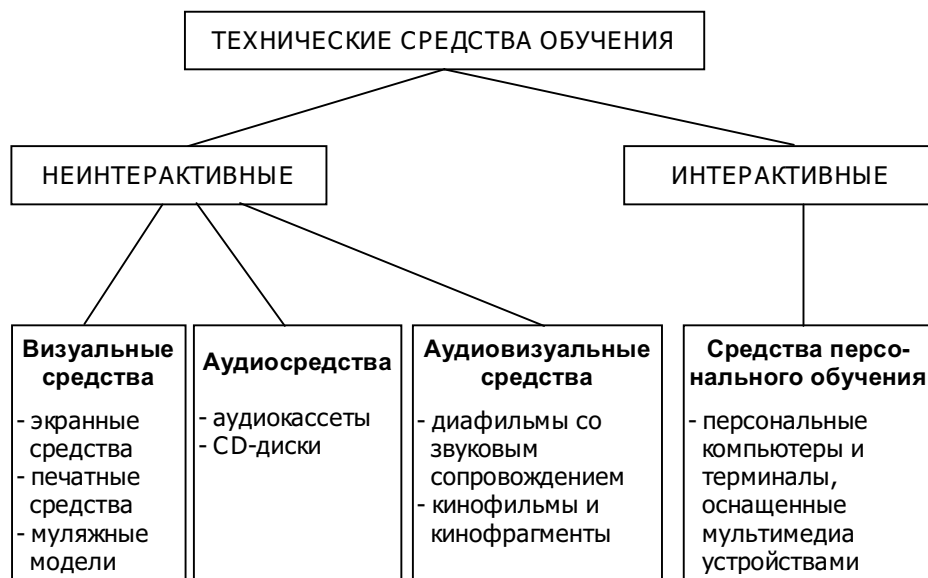 ТЕХНИЧЕСКИЕ СРЕДСТВА ОБУЧЕНИЯ
НЕИНТЕРАКТИВНЫЕ
ИНТЕРАКТИВНЫЕ
Визуальные
средства
- экранные
средства
- печатные
средства
- муляжные
модели
Аудиосредства
- аудиокассеты
- CD-диски
Аудиовизуальные
средства
- диафильмы со
звуковым
сопровождением
- кинофильмы и
кинофрагменты
Средства персо-
нального обучения
- персональные
компьютеры и
терминалы,
оснащенные
мультимедиа
устройствами